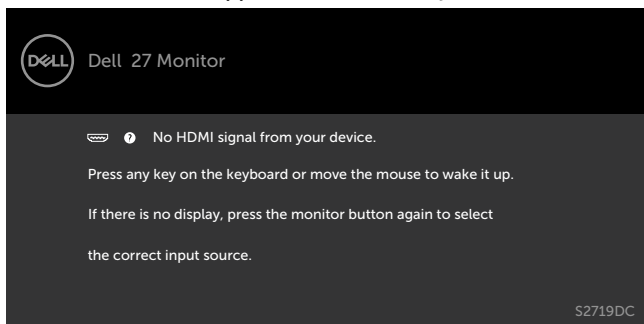 DELL
Dell 27 Monitor
? No HDMI signal from your device.
Press any key on the keyboard or move the mouse to wake it up.
If there is no display, press the monitor button again to select
the correct input source.
S2719DC